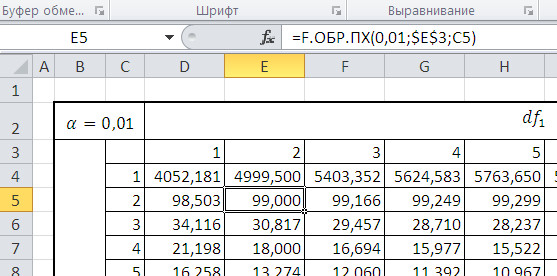 Буфер обме...
Шрифт
Выравнивание
E5
fx
=F.ОБР.ПХ(0,01;$E$3;C5)
A B C D E F G H
1
2 α = 0,01 df₁
3 1 2 3 4 5
4 1 4052,181 4999,500 5403,352 5624,583 5763,650
5 2 98,503 99,000 99,166 99,249 99,299
6 3 34,116 30,817 29,457 28,710 28,237
7 4 21,198 18,000 16,694 15,977 15,522
8 5 16,258 13,274 12,060 11,392 10,967